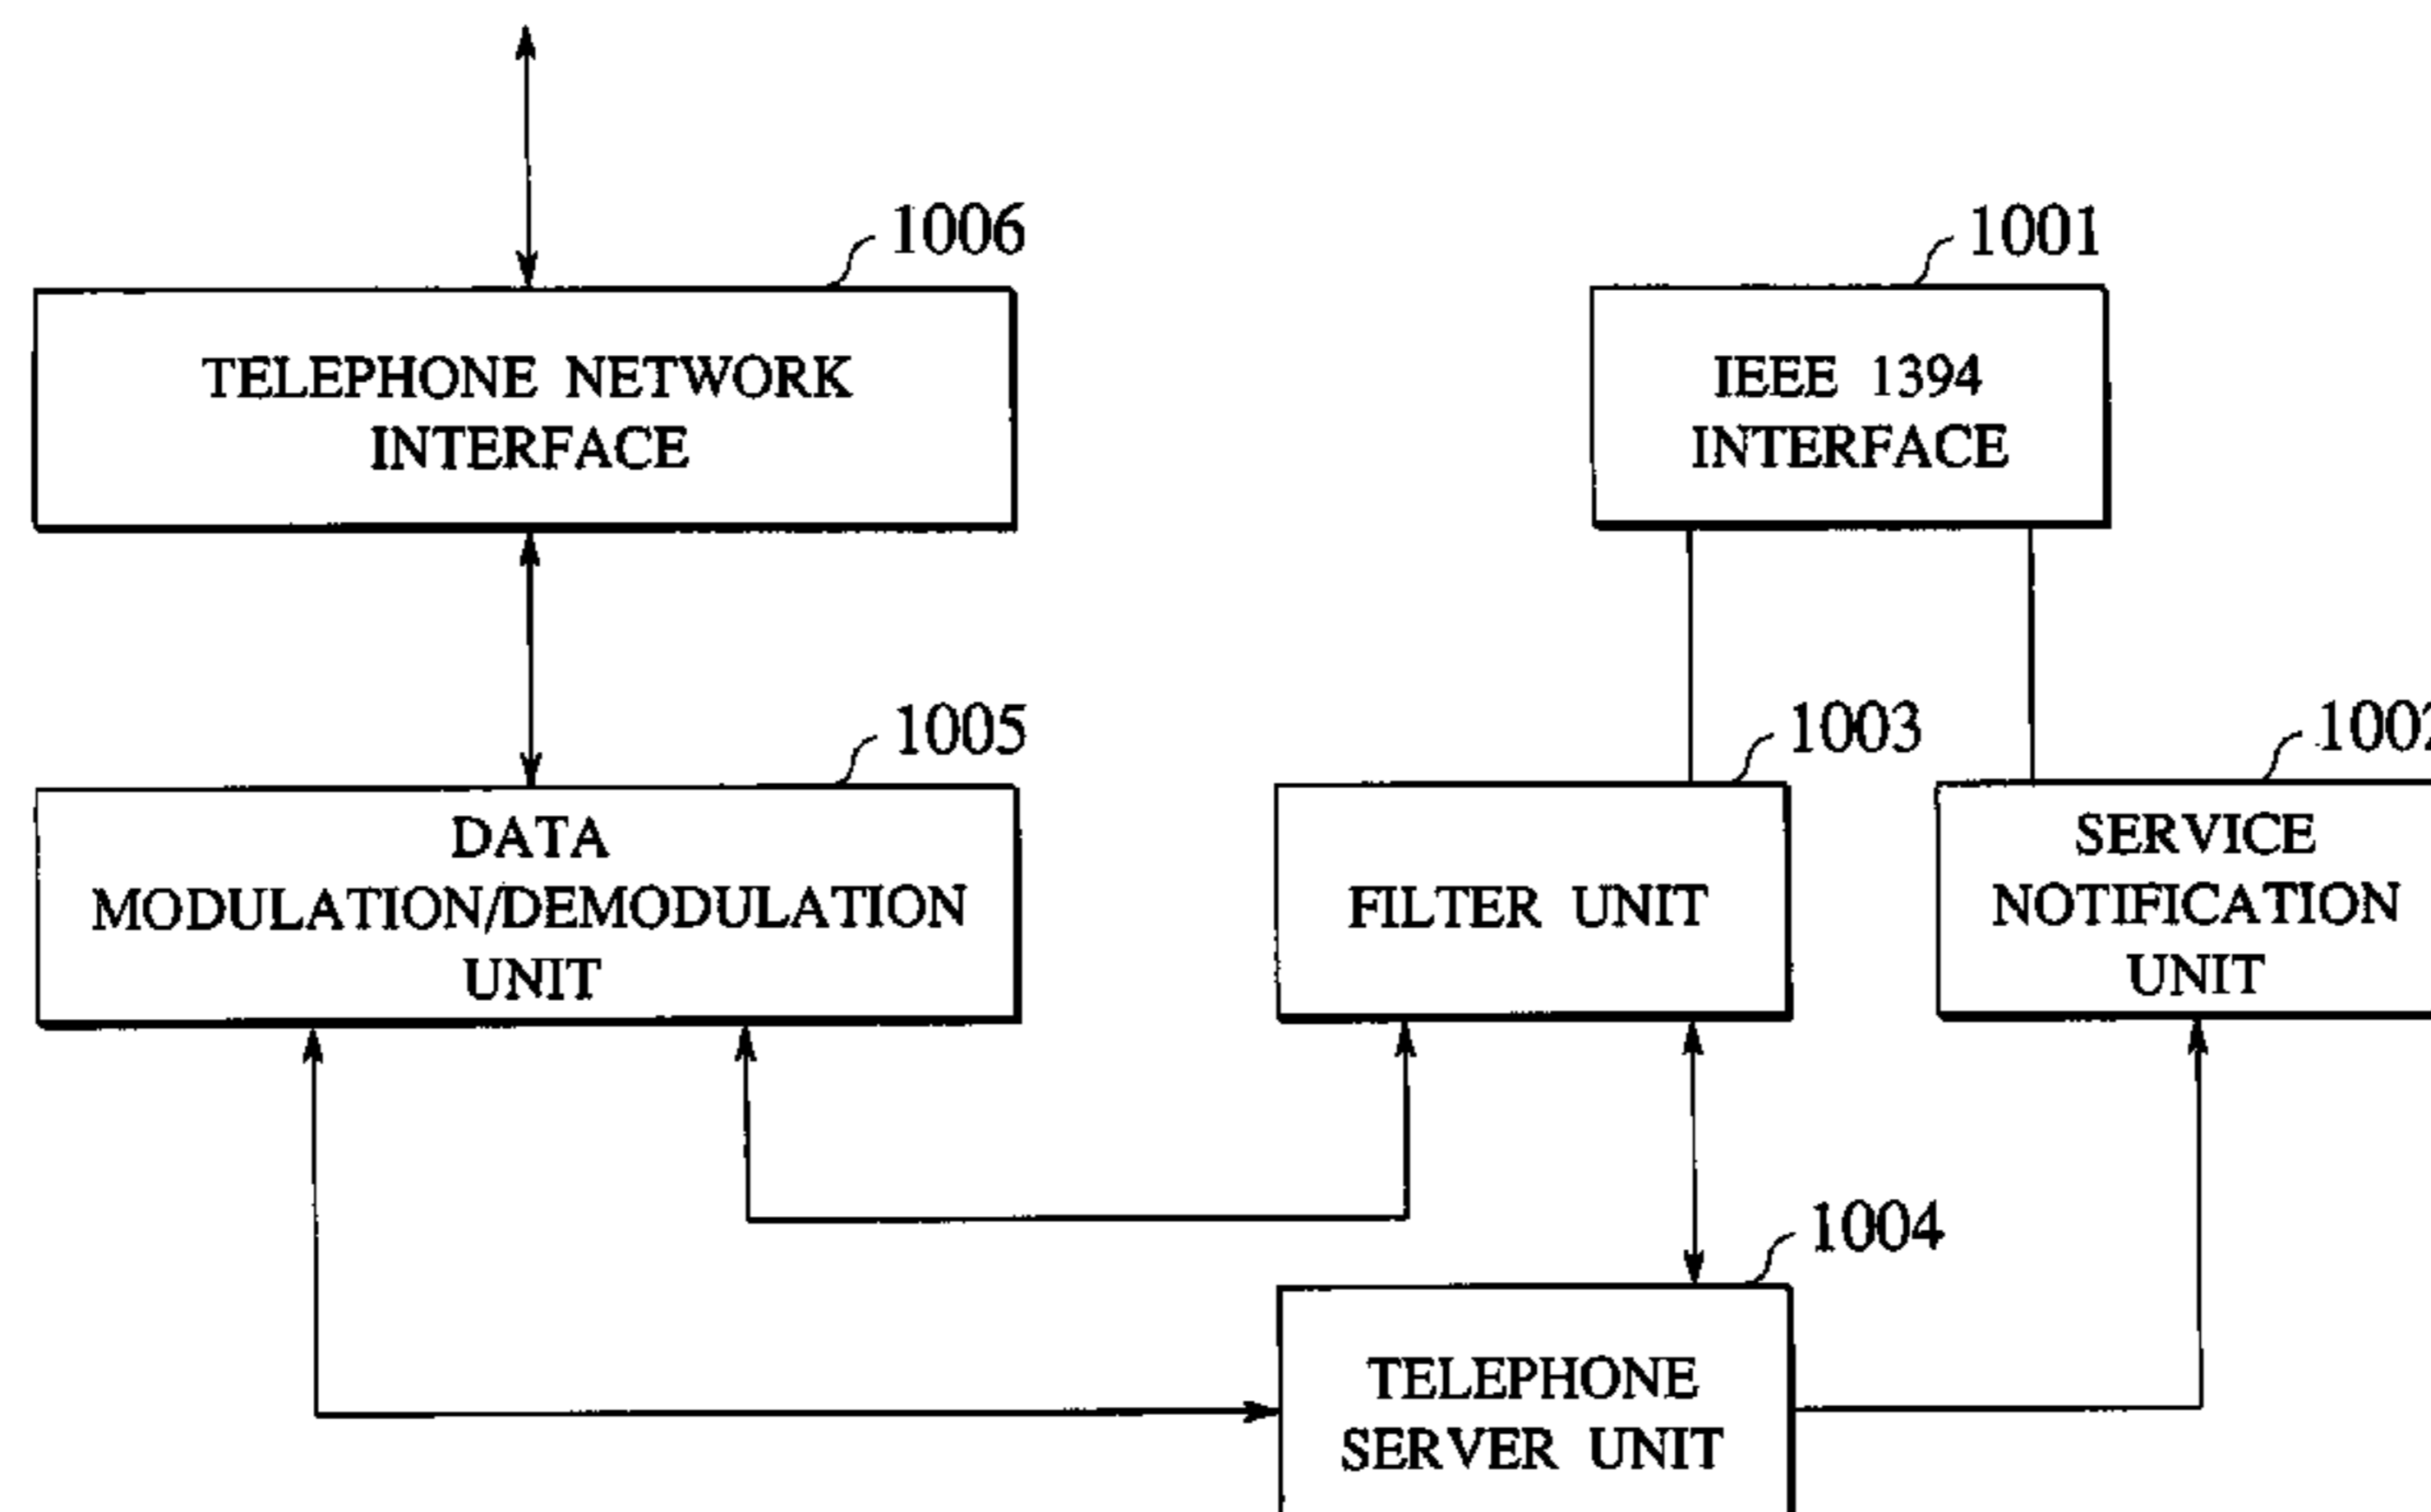 1006
TELEPHONE NETWORK
INTERFACE
1001
IEEE 1394
INTERFACE
1005
DATA
MODULATION/DEMODULATION
UNIT
1003
FILTER UNIT
1002
SERVICE
NOTIFICATION
UNIT
1004
TELEPHONE
SERVER UNIT